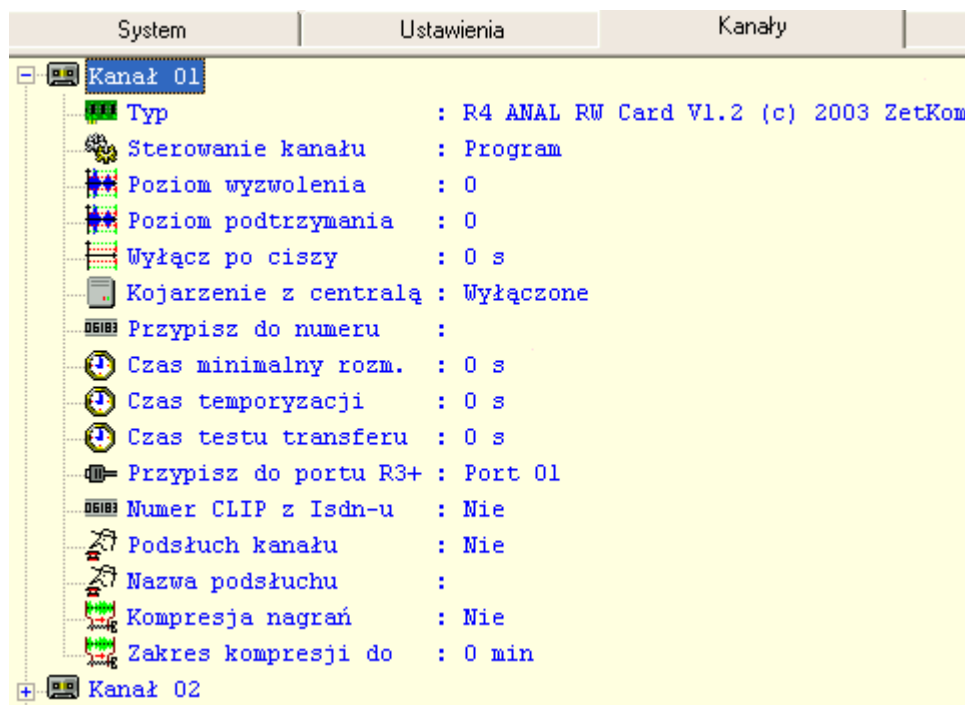 System Ustawienia Kanały
Kanał 01
Typ : R4 ANAL RW Card V1.2 (c) 2003 ZetKom
Sterowanie kanału : Program
Poziom wyzwolenia : 0
Poziom podtrzymania : 0
Wyłącz po ciszy : 0 s
Kojarzenie z centralą : Wyłączone
Przypisz do numeru :
Czas minimalny rozm. : 0 s
Czas temporyzacji : 0 s
Czas testu transferu : 0 s
Przypisz do portu R3+ : Port 01
Numer CLIP z Isdn-u : Nie
Podsłuch kanału : Nie
Nazwa podsłuchu :
Kompresja nagrań : Nie
Zakres kompresji do : 0 min
Kanał 02